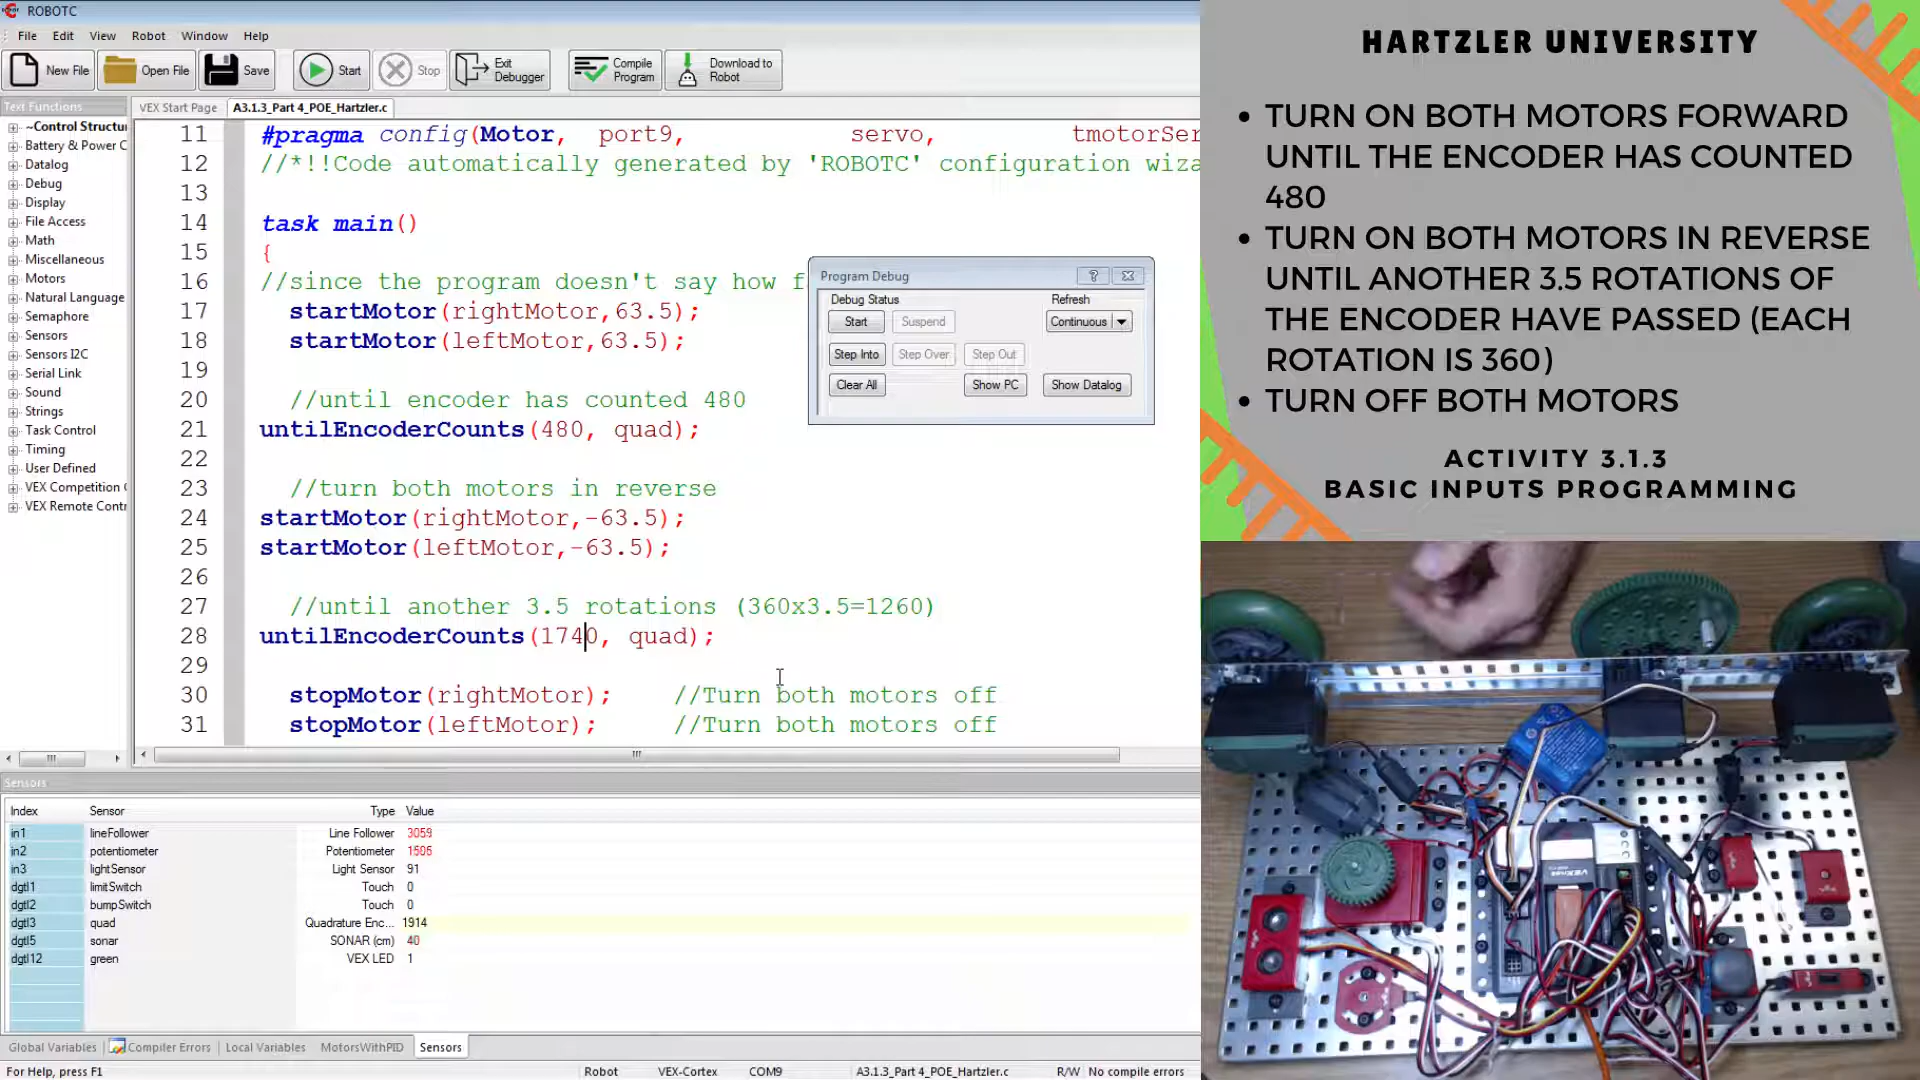 ROBOTC
File Edit View Robot Window Help
New File Open File Save Start Stop Exit Debugger Compile Program Download to Robot
Text Functions
VEX Start Page A3.1.3_Part 4_POE_Hartzler.c
~Control Structu
Battery & Power C
Datalog
Debug
Display
File Access
Math
Miscellaneous
Motors
Natural Language
Semaphore
Sensors
Sensors I2C
Serial Link
Sound
Strings
Task Control
Timing
User Defined
VEX Competition C
VEX Remote Contr
11 #pragma config(Motor, port9, servo, tmotorSer
12 //*!!Code automatically generated by 'ROBOTC' configuration wiza
13
14 task main()
15 {
16 //since the program doesn't say how f
17 startMotor(rightMotor,63.5);
18 startMotor(leftMotor,63.5);
19
20 //until encoder has counted 480
21 untilEncoderCounts(480, quad);
22
23 //turn both motors in reverse
24 startMotor(rightMotor,-63.5);
25 startMotor(leftMotor,-63.5);
26
27 //until another 3.5 rotations (360x3.5=1260)
28 untilEncoderCounts(1740, quad);
29
30 stopMotor(rightMotor); //Turn both motors off
31 stopMotor(leftMotor); //Turn both motors off
Program Debug
Debug Status Refresh
Start Suspend Continuous
Step Into Step Over Step Out
Clear All Show PC Show Datalog
Sensors
Index Sensor Type Value
in1 lineFollower Line Follower 3059
in2 potentiometer Potentiometer 1505
in3 lightSensor Light Sensor 91
dgtl1 limitSwitch Touch 0
dgtl2 bumpSwitch Touch 0
dgtl3 quad Quadrature Enc... 1914
dgtl5 sonar SONAR (cm) 40
dgtl12 green VEX LED 1
Global Variables Compiler Errors Local Variables MotorsWithPID Sensors
For Help, press F1 Robot VEX-Cortex COM9 A3.1.3_Part 4_POE_Hartzler.c R/W No compile errors
HARTZLER UNIVERSITY
• TURN ON BOTH MOTORS FORWARD
UNTIL THE ENCODER HAS COUNTED
480
• TURN ON BOTH MOTORS IN REVERSE
UNTIL ANOTHER 3.5 ROTATIONS OF
THE ENCODER HAVE PASSED (EACH
ROTATION IS 360)
• TURN OFF BOTH MOTORS
ACTIVITY 3.1.3
BASIC INPUTS PROGRAMMING